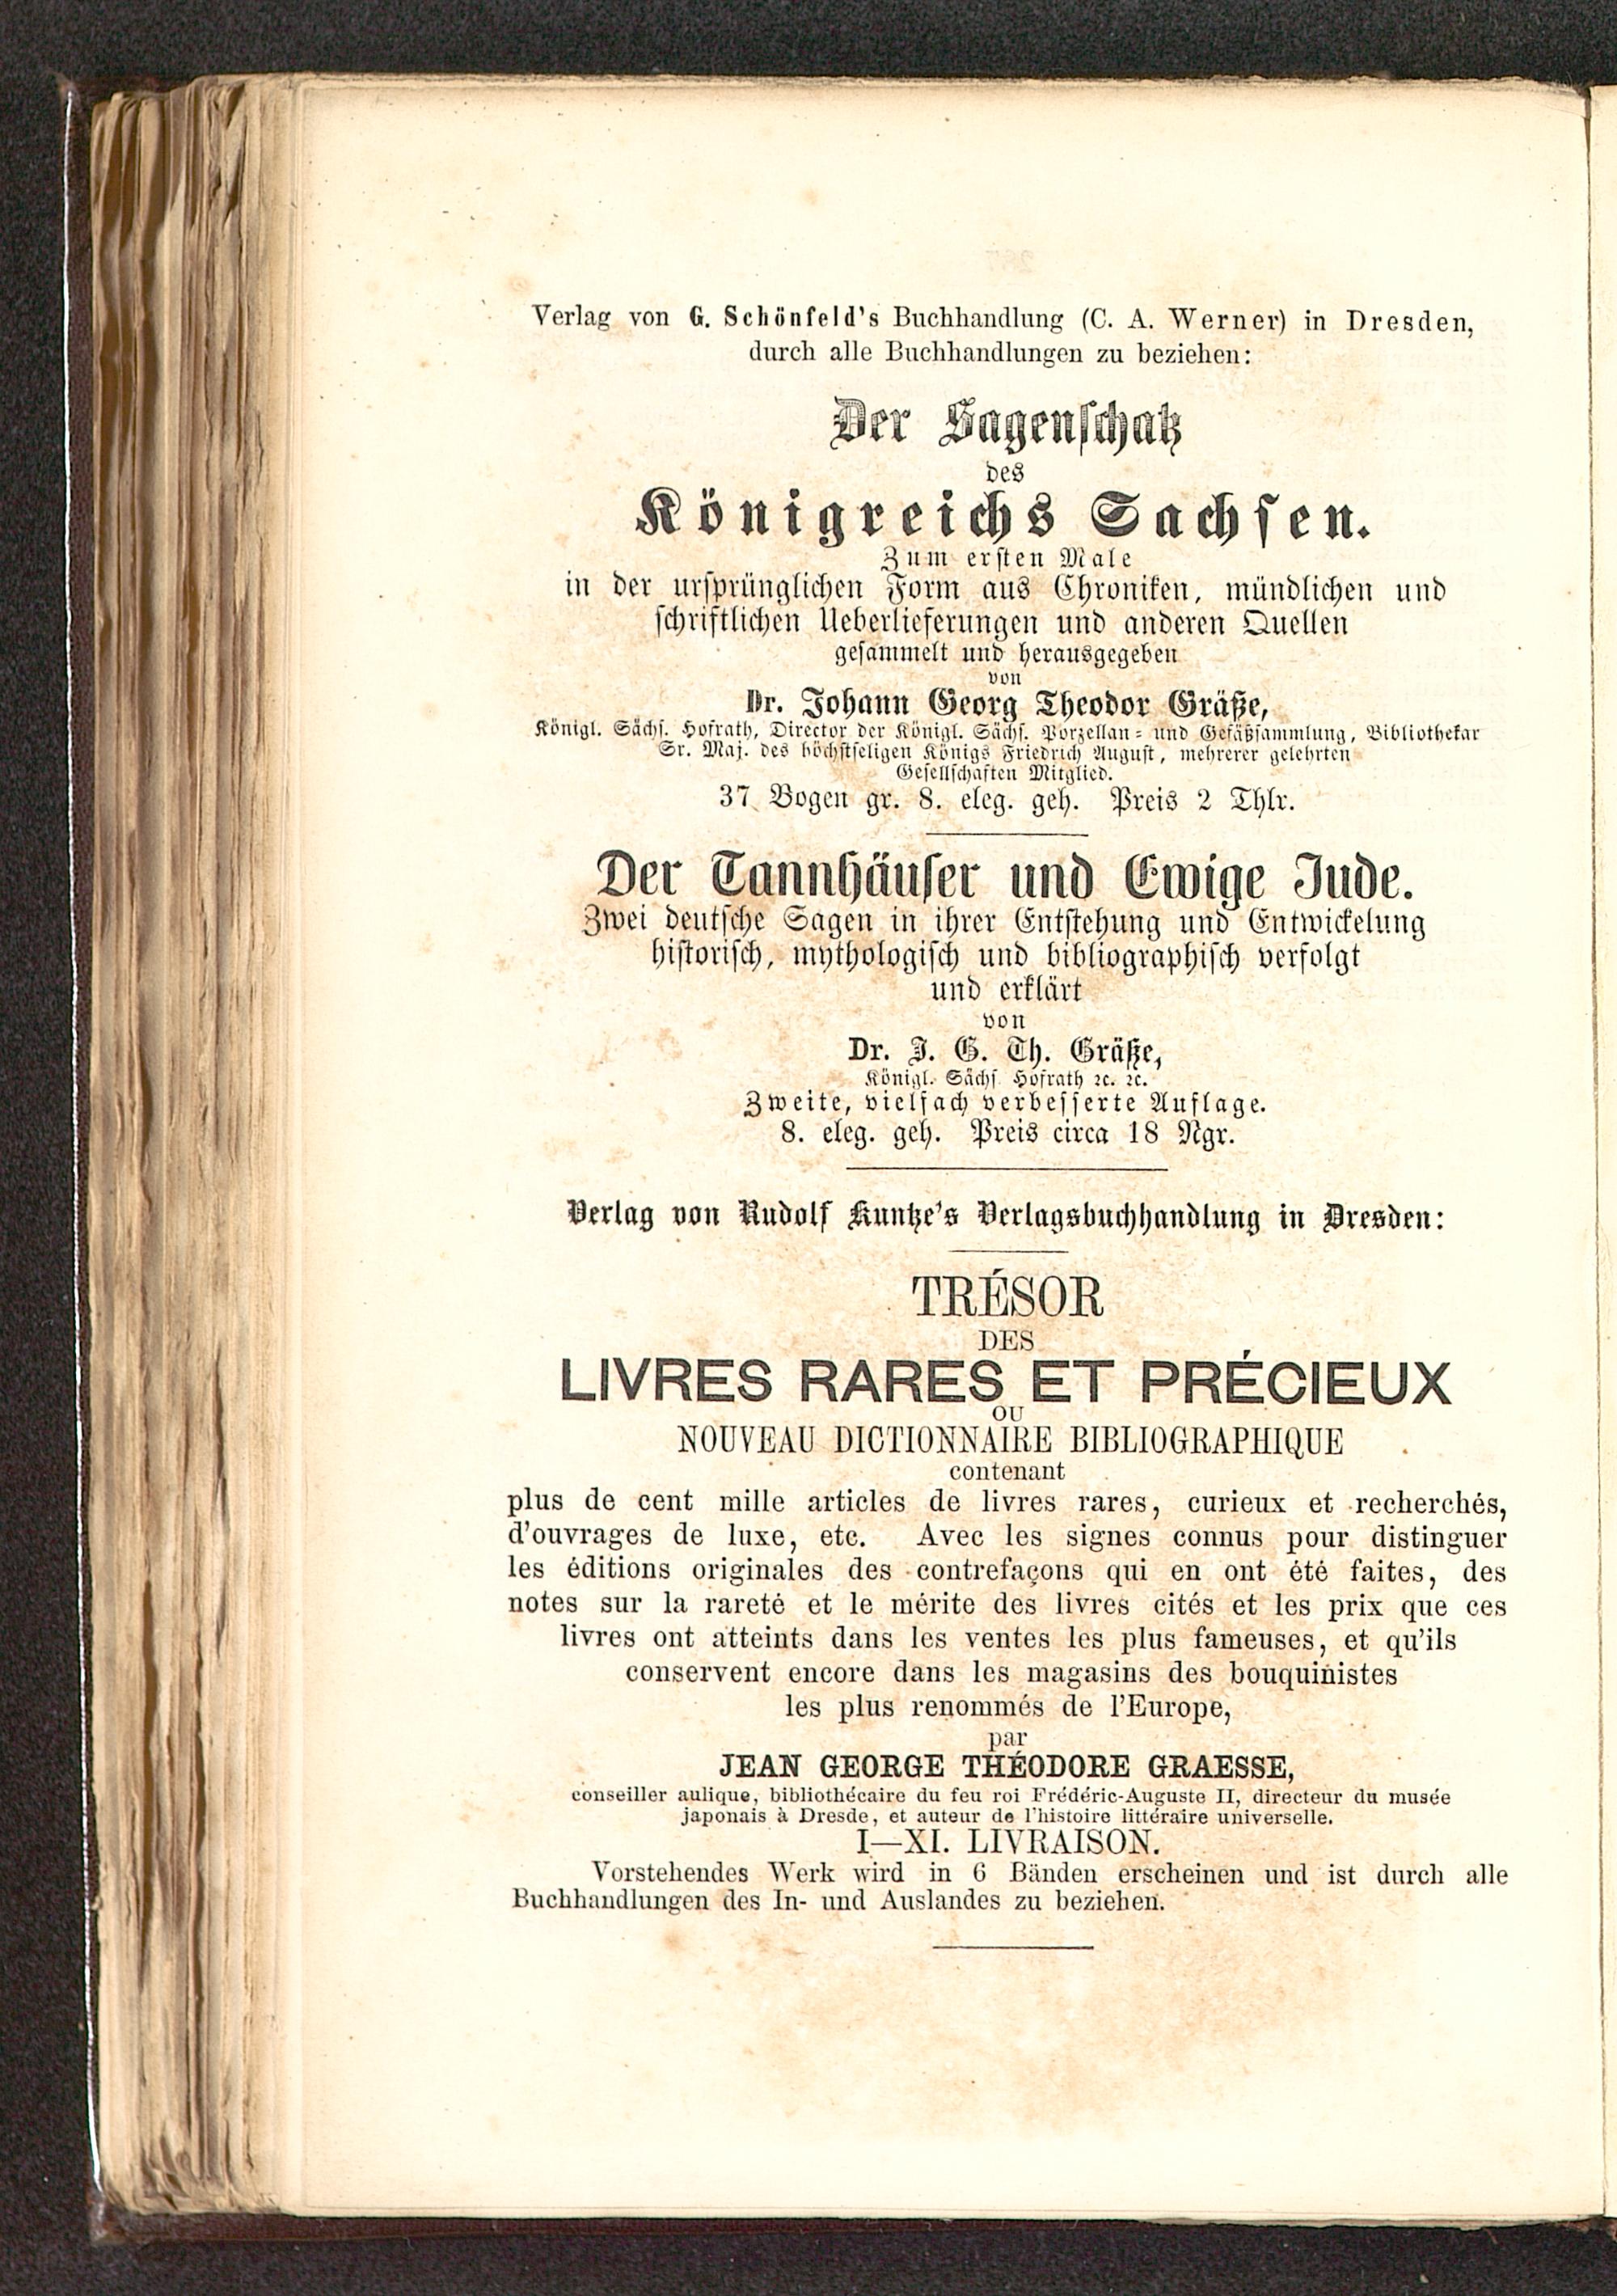 Verlag von G. Schönfeld's Buchhandlung (C. A. Werner) in Dresden,
durch alle Buchhandlungen zu beziehen:
Der Sagenschatz
des
Königreichs Sachsen.
Zum ersten Male
in der ursprünglichen Form aus Chroniken, mündlichen und
schriftlichen Ueberlieferungen und anderen Quellen
gesammelt und herausgegeben
von
Dr. Johann Georg Theodor Gräße,
Königl. Sächs. Hofrath, Director der Königl. Sächs. Porzellan- und Gefäßsammlung, Bibliothekar
Sr. Maj. des höchstseligen Königs Friedrich August, mehrerer gelehrten
Gesellschaften Mitglied.
37 Bogen gr. 8. eleg. geh. Preis 2 Thlr.
Der Tannhäuser und Ewige Jude.
Zwei deutsche Sagen in ihrer Entstehung und Entwickelung
historisch, mythologisch und bibliographisch verfolgt
und erklärt
von
Dr. J. G. Th. Gräße,
Königl. Sächs. Hofrath ꝛc. ꝛc.
Zweite, vielfach verbesserte Auflage.
8. eleg. geh. Preis circa 18 Ngr.
Verlag von Rudolf Kuntze's Verlagsbuchhandlung in Dresden:
TRÉSOR
DES
LIVRES RARES ET PRÉCIEUX
OU
NOUVEAU DICTIONNAIRE BIBLIOGRAPHIQUE
contenant
plus de cent mille articles de livres rares, curieux et recherchés,
d'ouvrages de luxe, etc. Avec les signes connus pour distinguer
les éditions originales des contrefaçons qui en ont été faites, des
notes sur la rareté et le mérite des livres cités et les prix que ces
livres ont atteints dans les ventes les plus fameuses, et qu'ils
conservent encore dans les magasins des bouquinistes
les plus renommés de l'Europe,
par
JEAN GEORGE THÉODORE GRAESSE,
conseiller aulique, bibliothécaire du feu roi Frédéric-Auguste II, directeur du musée
japonais à Dresde, et auteur de l'histoire littéraire universelle.
I—XI. LIVRAISON.
Vorstehendes Werk wird in 6 Bänden erscheinen und ist durch alle
Buchhandlungen des In- und Auslandes zu beziehen.